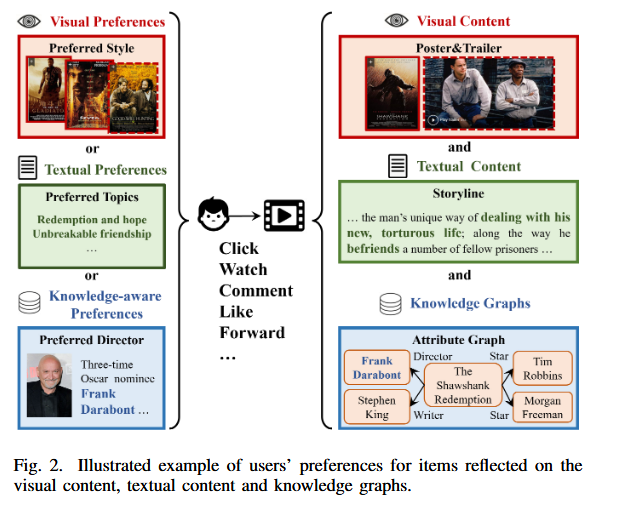 Visual Preferences
Preferred Style
GLADIATOR
or
Textual Preferences
Preferred Topics
Redemption and hope
Unbreakable friendship
...
or
Knowledge-aware
Preferences
Preferred Director
Three-time
Oscar nominee
Frank
Darabont ...
Click
Watch
Comment
Like
Forward
...
Visual Content
Poster&Trailer
and
Textual Content
Storyline
... the man's unique way of dealing with his
new, torturous life; along the way he
befriends a number of fellow prisoners ...
and
Knowledge Graphs
Attribute Graph
Frank
Darabont
Director
Star
Tim
Robbins
The
Shawshank
Redemption
Stephen
King
Writer
Star
Morgan
Freeman
Fig. 2. Illustrated example of users' preferences for items reflected on the
visual content, textual content and knowledge graphs.